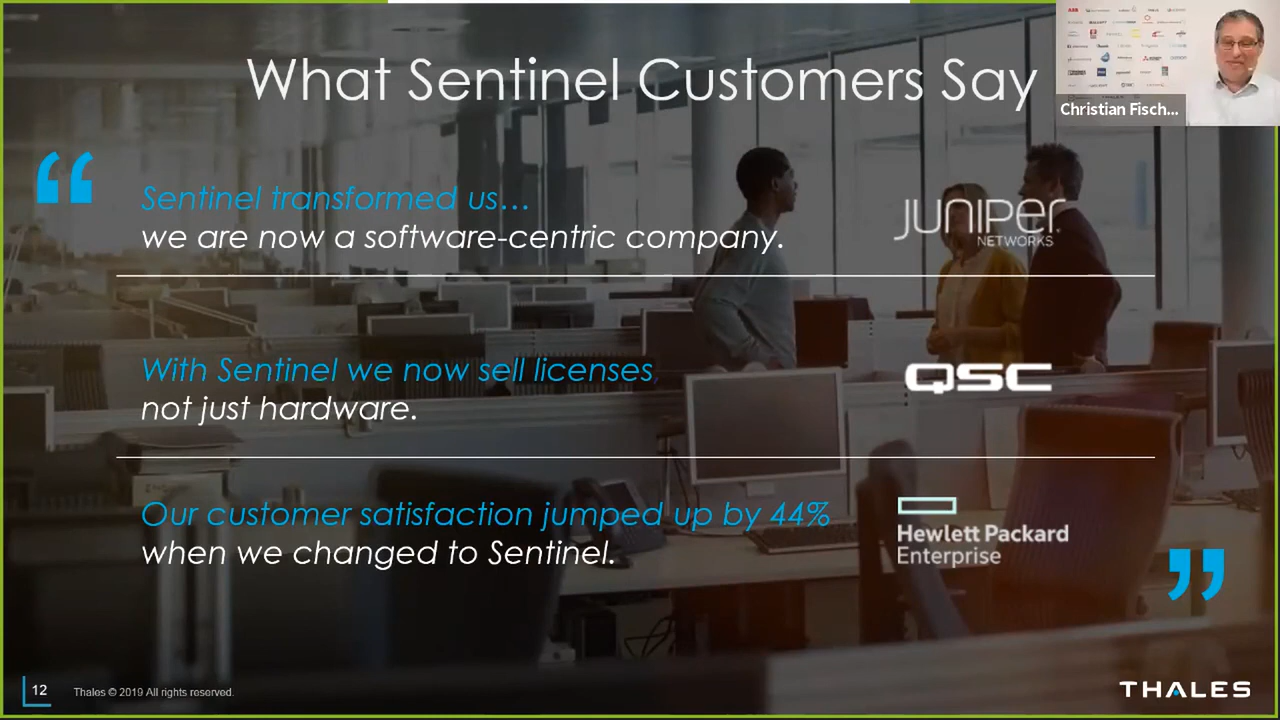 What Sentinel Customers Say
Christian Fisch...
“
Sentinel transformed us...
we are now a software-centric company.
JUNIPER
NETWORKS
With Sentinel we now sell licenses,
not just hardware.
QSC
Our customer satisfaction jumped up by 44%
when we changed to Sentinel.
Hewlett Packard
Enterprise
”
12
Thales © 2019 All rights reserved.
THALES